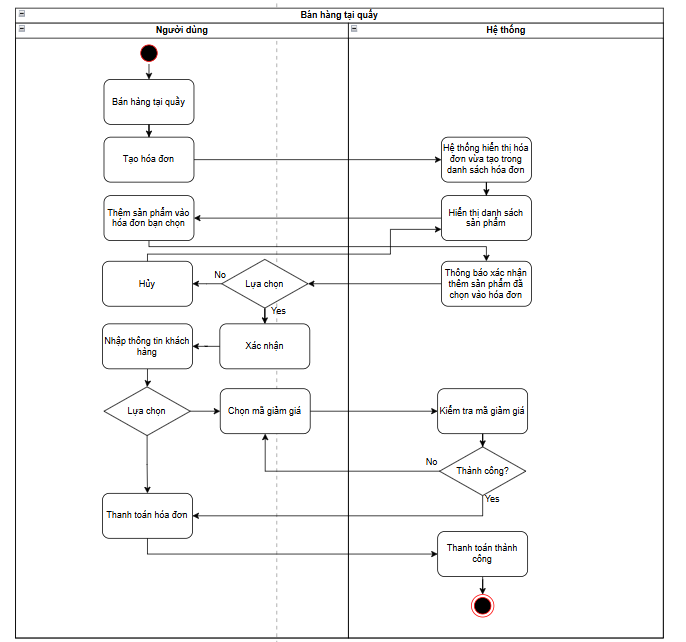 Bán hàng tại quầy
Người dùng
Hệ thống
Bán hàng tại quầy
Tạo hóa đơn
Hệ thống hiển thị hóa
đơn vừa tạo trong
danh sách hóa đơn
Thêm sản phẩm vào
hóa đơn bạn chọn
Hiển thị danh sách
sản phẩm
Hủy
No
Lựa chọn
Yes
Thông báo xác nhận
thêm sản phẩm đã
chọn vào hóa đơn
Nhập thông tin khách
hàng
Xác nhận
Lựa chọn
Chọn mã giảm giá
Kiểm tra mã giảm giá
No
Thành công?
Yes
Thanh toán hóa đơn
Thanh toán thành
công